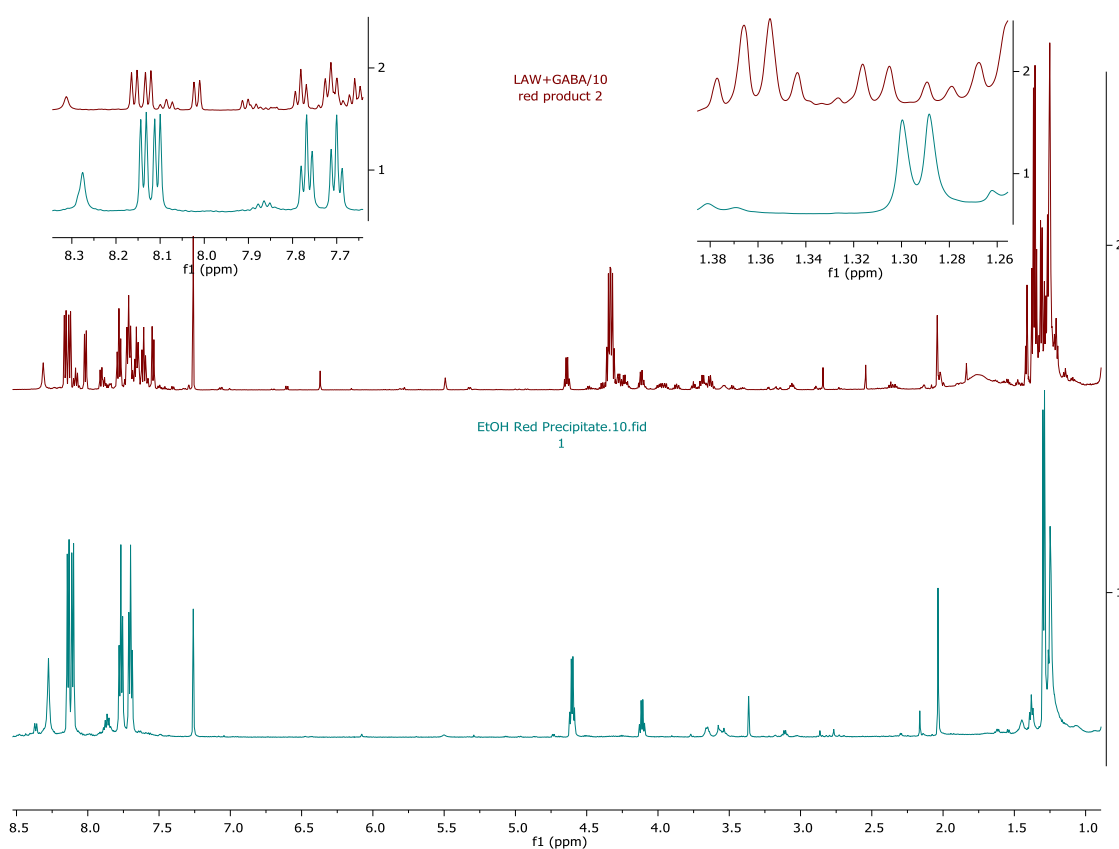 LAW+GABA/10
red product 2
2
1
8.3 8.2 8.1 8.0 7.9 7.8 7.7
f1 (ppm)
2
1
1.38 1.36 1.34 1.32 1.30 1.28 1.26
f1 (ppm)
2
EtOH Red Precipitate.10.fid
1
1
8.5 8.0 7.5 7.0 6.5 6.0 5.5 5.0 4.5 4.0 3.5 3.0 2.5 2.0 1.5 1.0
f1 (ppm)